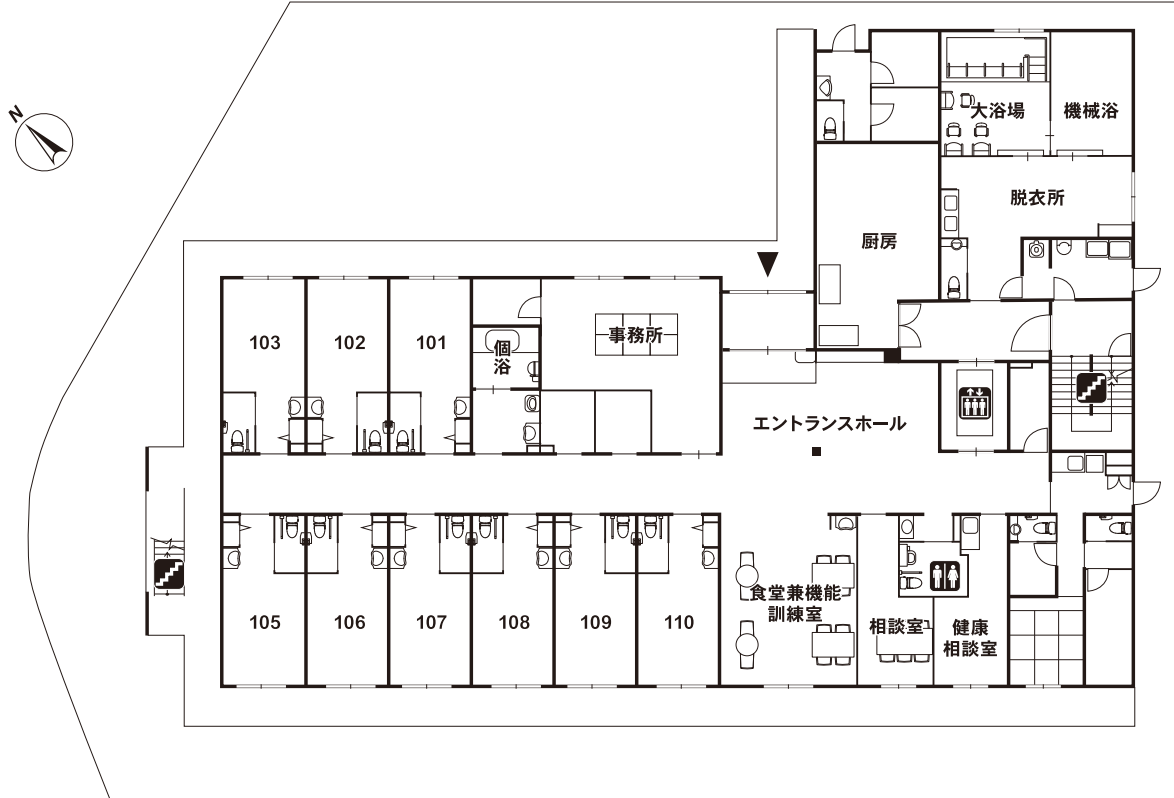 N
大浴場
機械浴
脱衣所
厨房
103
102
101
個
浴
事務所
エントランスホール
105
106
107
108
109
110
食堂兼機能
訓練室
相談室
健康
相談室